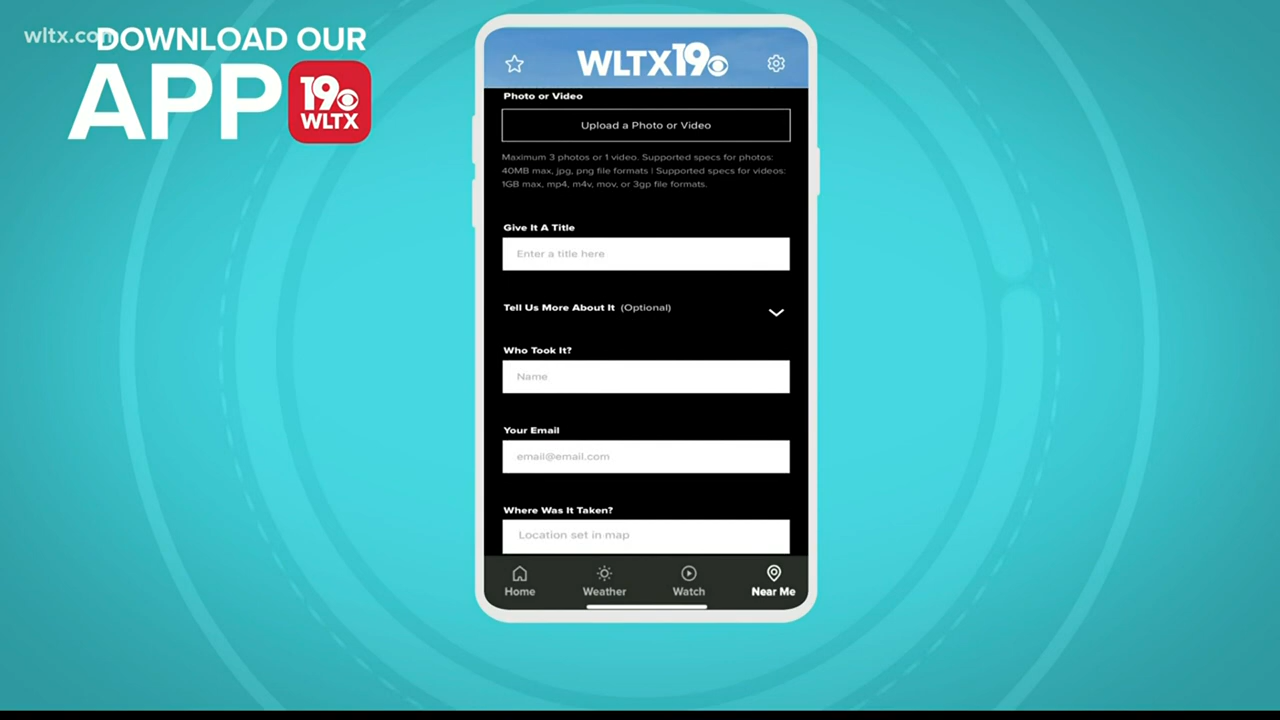 wltx.com
DOWNLOAD OUR
APP
19
WLTX
WLTX19
Photo or Video
Upload a Photo or Video
Maximum 3 photos or 1 video. Supported specs for photos:
40MB max, jpg, png file formats | Supported specs for videos:
1GB max, mp4, m4v, mov, or 3gp file formats.
Give It A Title
Enter a title here
Tell Us More About It (Optional)
Who Took It?
Name
Your Email
email@email.com
Where Was It Taken?
Location set in map
Home Weather Watch Near Me